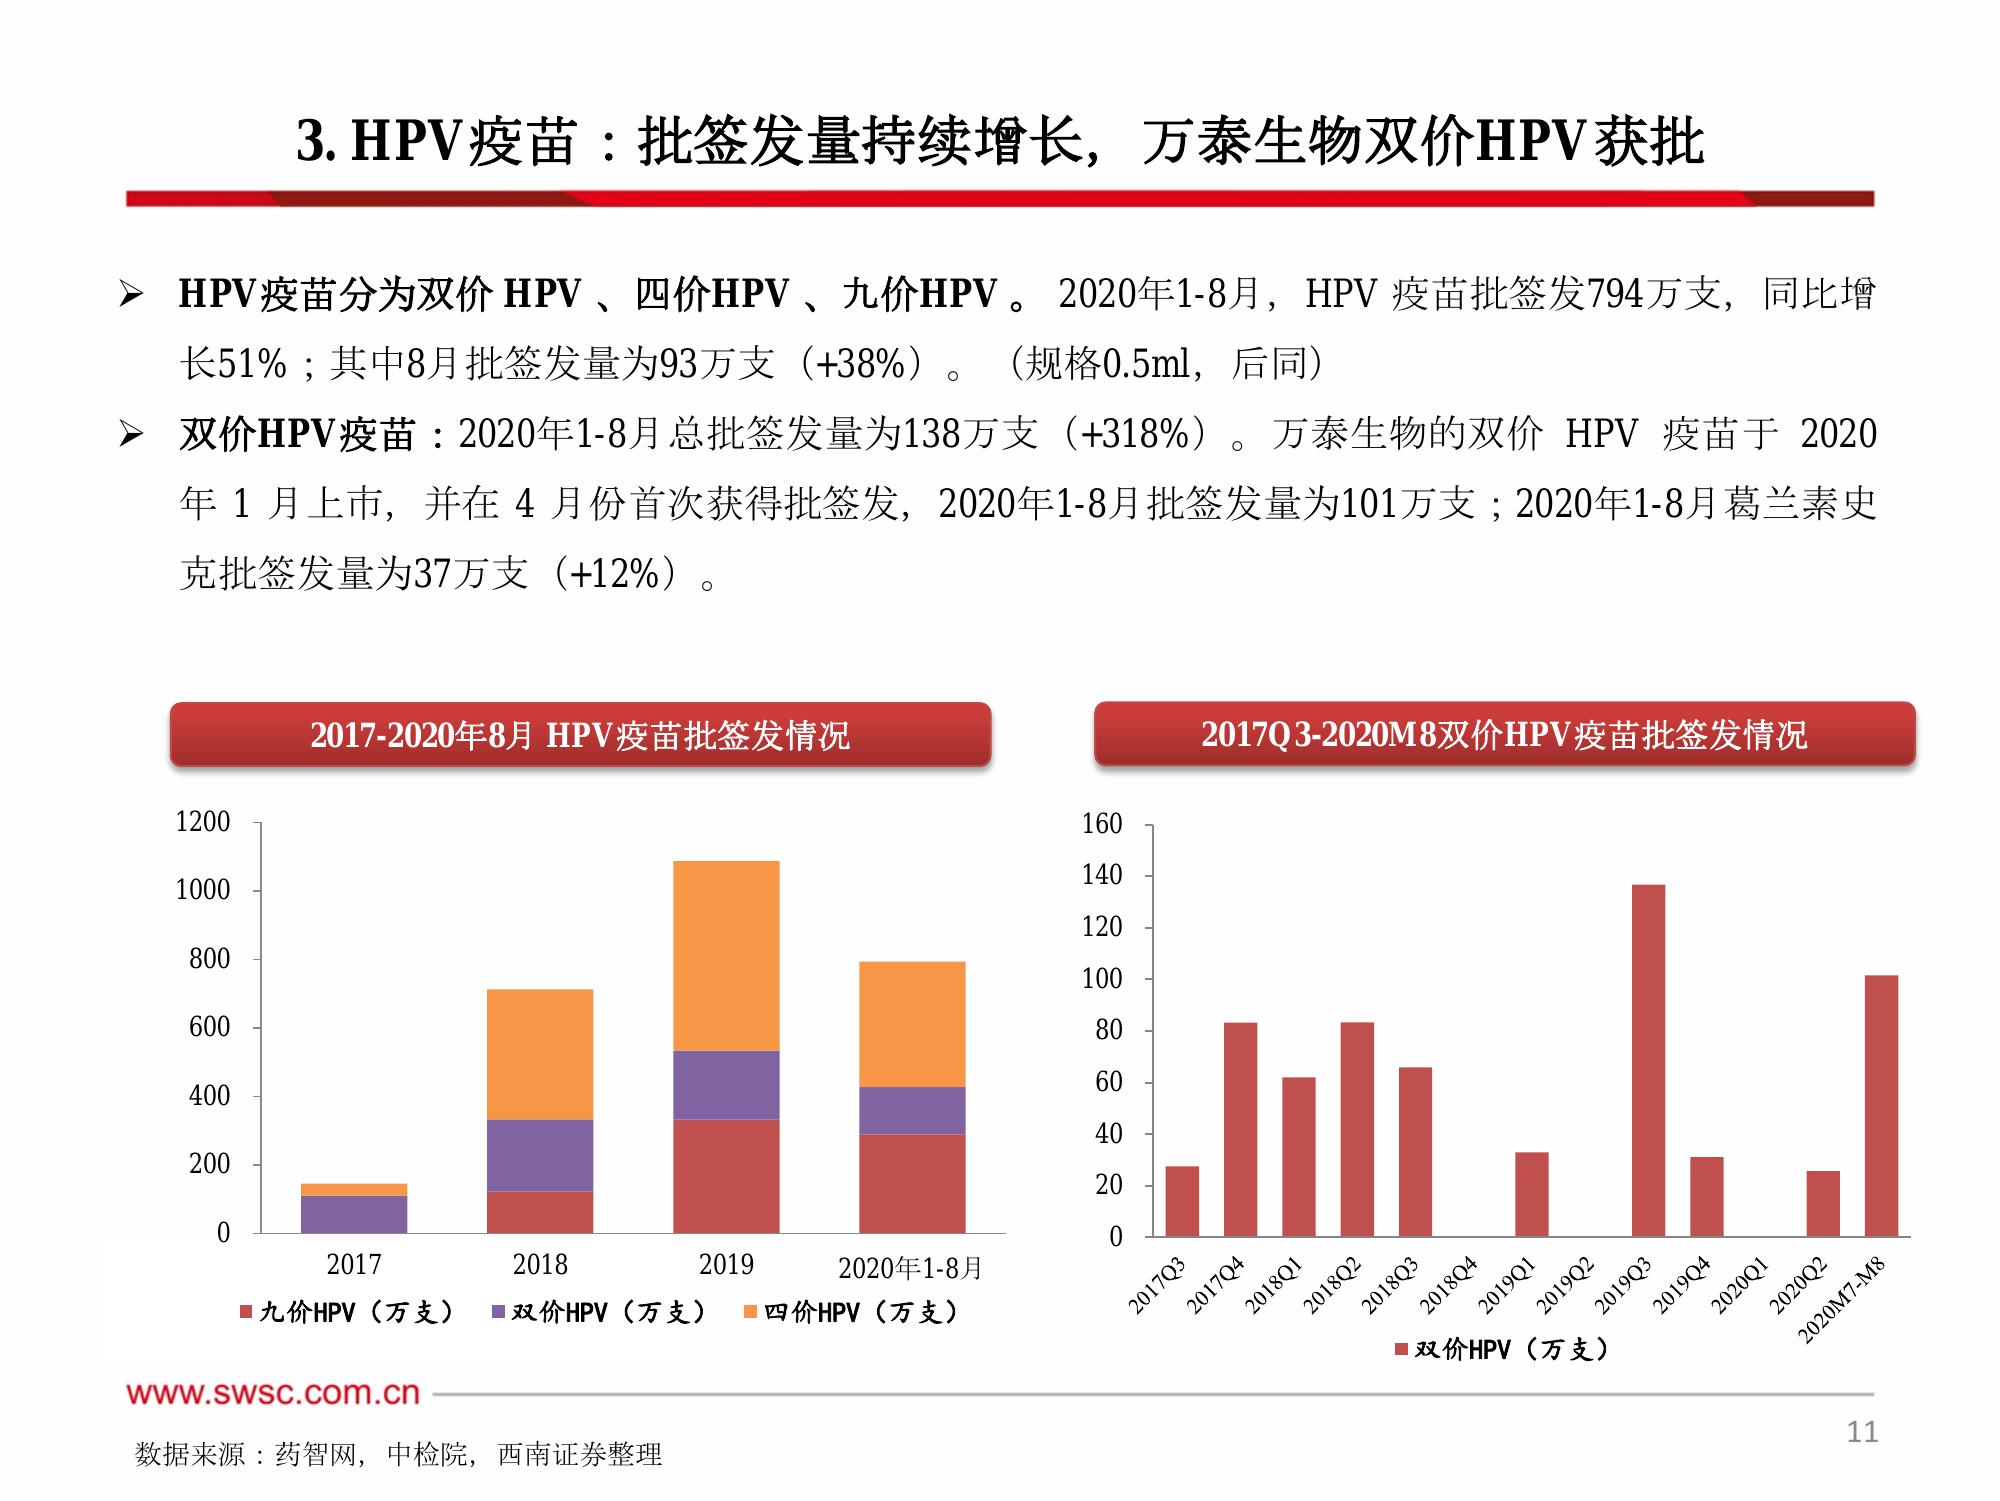 3. HPV疫苗：批签发量持续增长，万泰生物双价HPV获批
➢ HPV疫苗分为双价 HPV 、四价HPV 、九价HPV 。 2020年1-8月，HPV 疫苗批签发794万支，同比增
长51%；其中8月批签发量为93万支（+38%）。（规格0.5ml，后同）
➢ 双价HPV疫苗：2020年1-8月总批签发量为138万支（+318%）。万泰生物的双价 HPV 疫苗于 2020
年 1 月上市，并在 4 月份首次获得批签发，2020年1-8月批签发量为101万支；2020年1-8月葛兰素史
克批签发量为37万支（+12%）。
2017-2020年8月 HPV疫苗批签发情况
1200
1000
800
600
400
200
0
2017 2018 2019 2020年1-8月
九价HPV（万支） 双价HPV（万支） 四价HPV（万支）
2017Q3-2020M8双价HPV疫苗批签发情况
160
140
120
100
80
60
40
20
0
2017Q3 2017Q4 2018Q1 2018Q2 2018Q3 2018Q4 2019Q1 2019Q2 2019Q3 2019Q4 2020Q1 2020Q2 2020M7-M8
双价HPV（万支）
www.swsc.com.cn
11
数据来源：药智网，中检院，西南证券整理